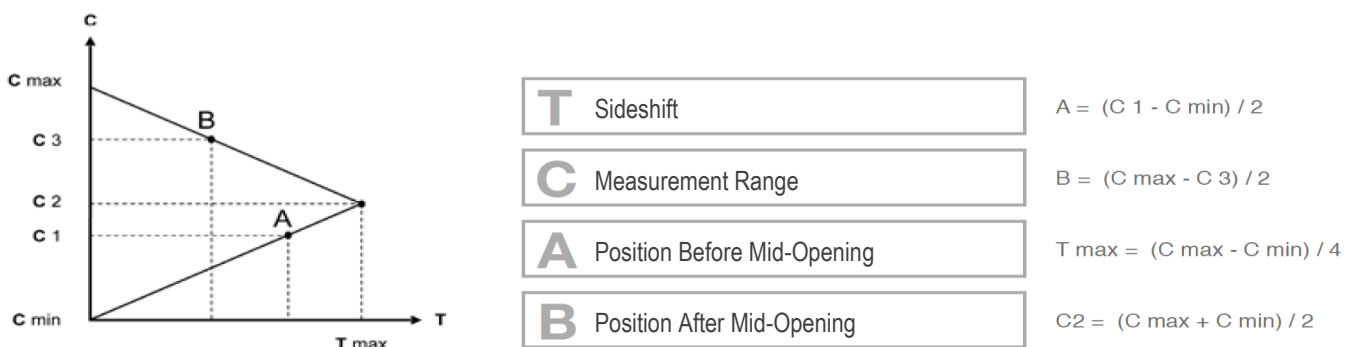 C
C max
B
C 3
C 2
A
C 1
C min
T
T max
T Sideshift
C Measurement Range
A Position Before Mid-Opening
B Position After Mid-Opening
A = (C 1 - C min) / 2
B = (C max - C 3) / 2
T max = (C max - C min) / 4
C2 = (C max + C min) / 2